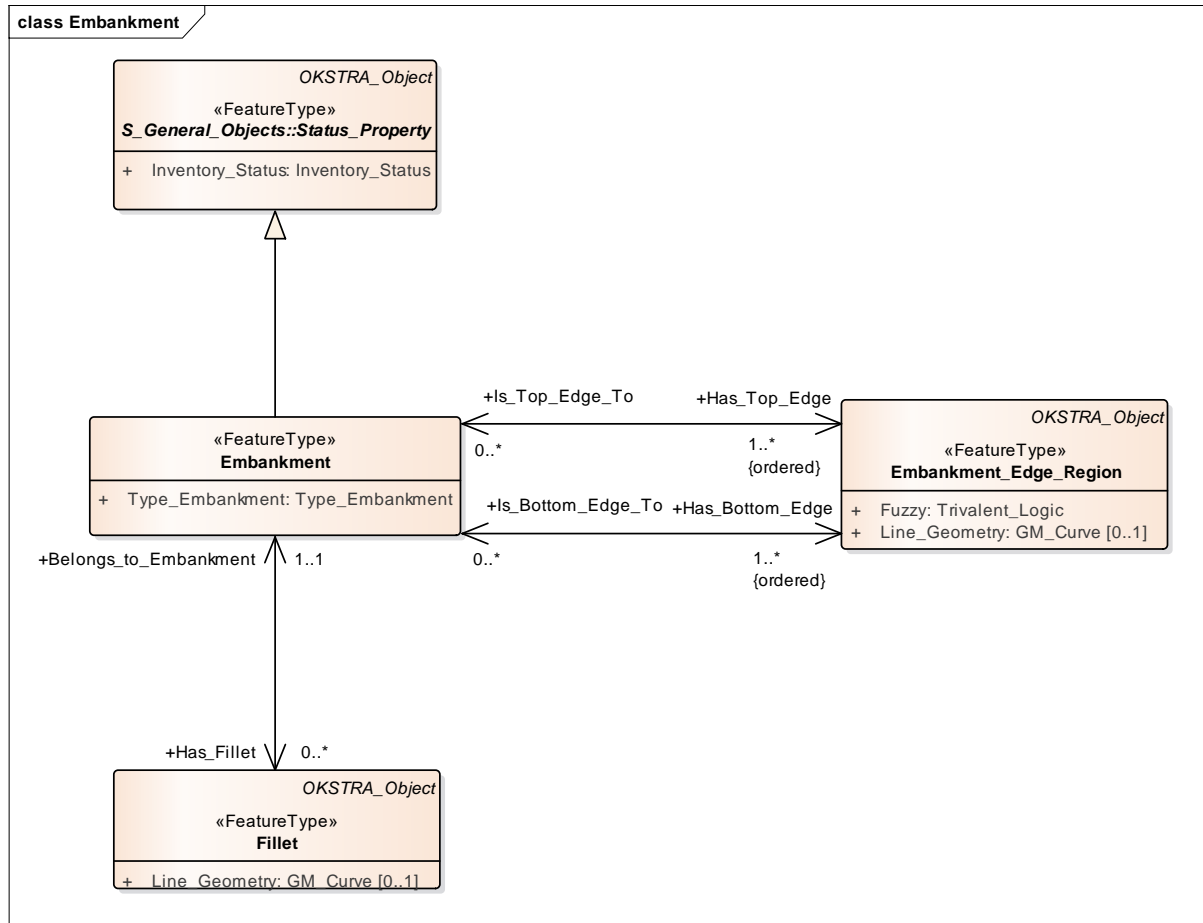 class Embankment
OKSTRA_Object
«FeatureType»
S_General_Objects::Status_Property
+ Inventory_Status: Inventory_Status
+Is_Top_Edge_To
+Has_Top_Edge
0..*
1..*
{ordered}
«FeatureType»
Embankment
+ Type_Embankment: Type_Embankment
OKSTRA_Object
«FeatureType»
Embankment_Edge_Region
+ Fuzzy: Trivalent_Logic
+ Line_Geometry: GM_Curve [0..1]
+Is_Bottom_Edge_To
+Has_Bottom_Edge
0..*
1..*
{ordered}
+Belongs_to_Embankment
1..1
+Has_Fillet
0..*
OKSTRA_Object
«FeatureType»
Fillet
+ Line_Geometry: GM_Curve [0..1]